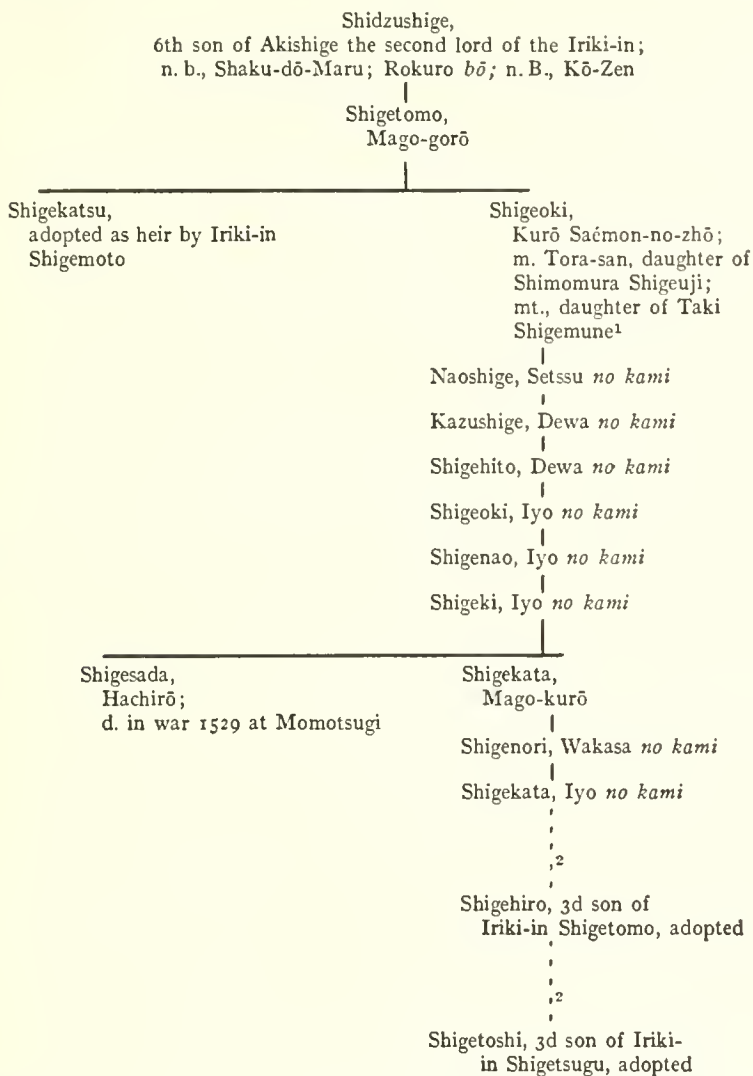 Shidzushige,
6th son of Akishige the second lord of the Iriki-in;
n. b., Shaku-dō-Maru; Rokuro bō; n. B., Kō-Zen
Shigetomo,
Mago-gorō
Shigekatsu,
adopted as heir by Iriki-in
Shigemoto
Shigeoki,
Kurō Saémon-no-zhō;
m. Tora-san, daughter of
Shimomura Shigeuji;
mt., daughter of Taki
Shigemune¹
Naoshige, Setssu no kami
Kazushige, Dewa no kami
Shigehito, Dewa no kami
Shigeoki, Iyo no kami
Shigenao, Iyo no kami
Shigeki, Iyo no kami
Shigesada,
Hachirō;
d. in war 1529 at Momotsugi
Shigekata,
Mago-kurō
Shigenori, Wakasa no kami
Shigekata, Iyo no kami
2
Shigehiro, 3d son of
Iriki-in Shigetomo, adopted
2
Shigetoshi, 3d son of Iriki-
in Shigetsugu, adopted